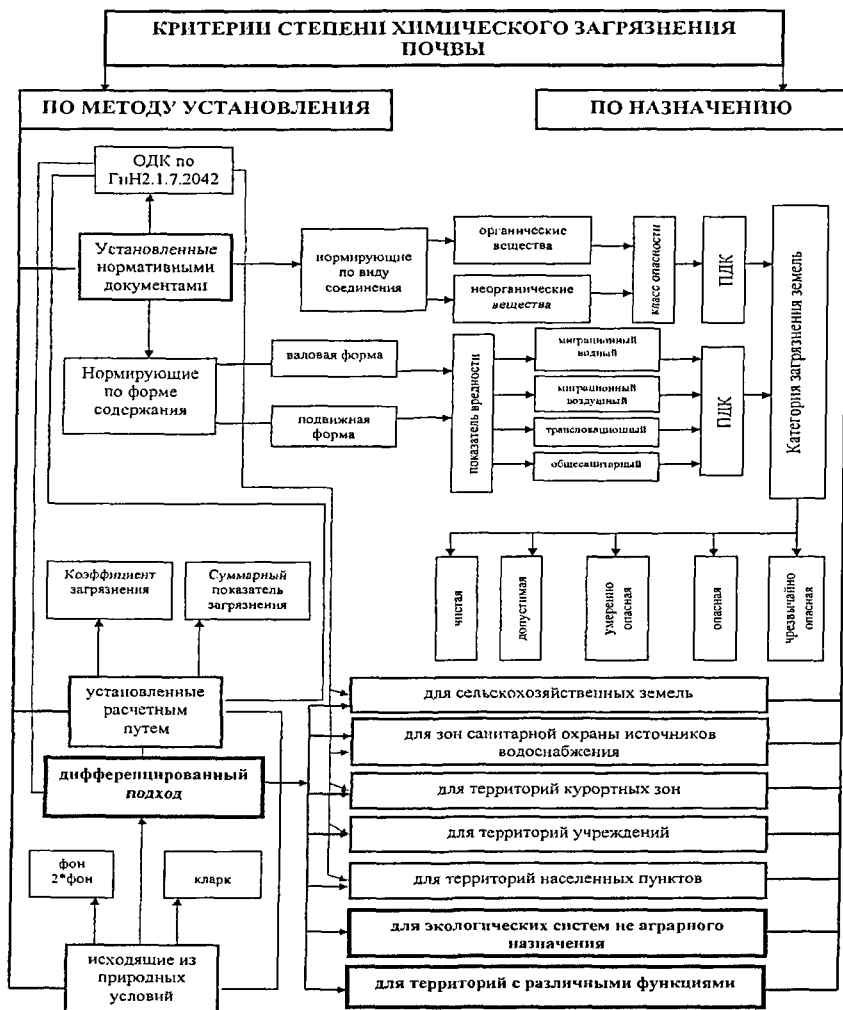 КРИТЕРИИ СТЕПЕНИ ХИМИЧЕСКОГО ЗАГРЯЗНЕНИЯ
ПОЧВЫ
ПО МЕТОДУ УСТАНОВЛЕНИЯ
ПО НАЗНАЧЕНИЮ
ОДК по
ГнН2.1.7.2042
Установленные
нормативными
документами
нормирующие
по виду
соединения
органические
вещества
неорганические
вещества
класс опасности
ПДК
Категория загрязнения земель
Нормирующие
по форме
содержания
валовая форма
подвижная
форма
показатель вредности
миграционный
водный
миграционный
воздушный
транслокационный
общесанитарный
ПДК
чистая
допустимая
умеренно
опасная
опасная
чрезвычайно
опасная
Коэффициент
загрязнения
Суммарный
показатель
загрязнения
установленные
расчетным
путем
дифференцированный
подход
фон
2*фон
кларк
исходящие из
природных
условий
для сельскохозяйственных земель
для зон санитарной охраны источников
водоснабжения
для территорий курортных зон
для территорий учреждений
для территорий населенных пунктов
для экологических систем не аграрного
назначения
для территорий с различными функциями